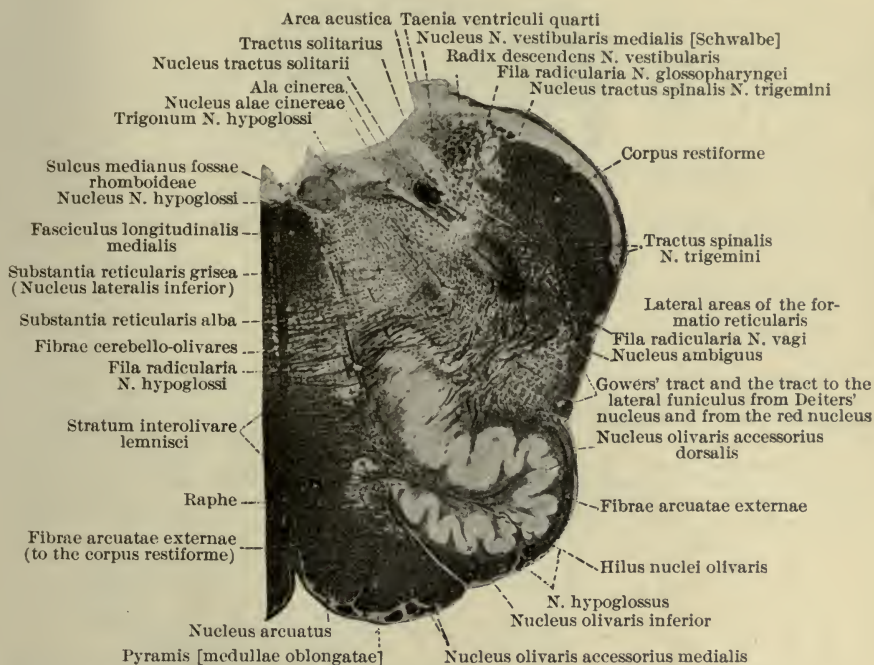 Area acustica Taenia ventriculi quarti
Tractus solitarius Nucleus N. vestibularis medialis [Schwalbe]
Nucleus tractus solitarii Radix descendens N. vestibularis
Ala cinerea Fila radicularia N. glossopharyngei
Nucleus alae cinereae Nucleus tractus spinalis N. trigemini
Trigonum N. hypoglossi
Corpus restiforme
Sulcus medianus fossae
rhomboideae
Nucleus N. hypoglossi
Fasciculus longitudinalis
medialis
Tractus spinalis
N. trigemini
Substantia reticularis grisea
(Nucleus lateralis inferior)
Lateral areas of the for-
matio reticularis
Substantia reticularis alba
Fila radicularia N. vagi
Fibrae cerebello-olivares
Nucleus ambiguus
Fila radicularia
N. hypoglossi
Gowers' tract and the tract to the
lateral funiculus from Deiters'
nucleus and from the red nucleus
Stratum interolivare
lemnisci
Nucleus olivaris accessorius
dorsalis
Raphe
Fibrae arcuatae externae
Fibrae arcuatae externae
(to the corpus restiforme)
Hilus nuclei olivaris
N. hypoglossus
Nucleus olivaris inferior
Nucleus arcuatus
Pyramis [medullae oblongatae] Nucleus olivaris accessorius medialis